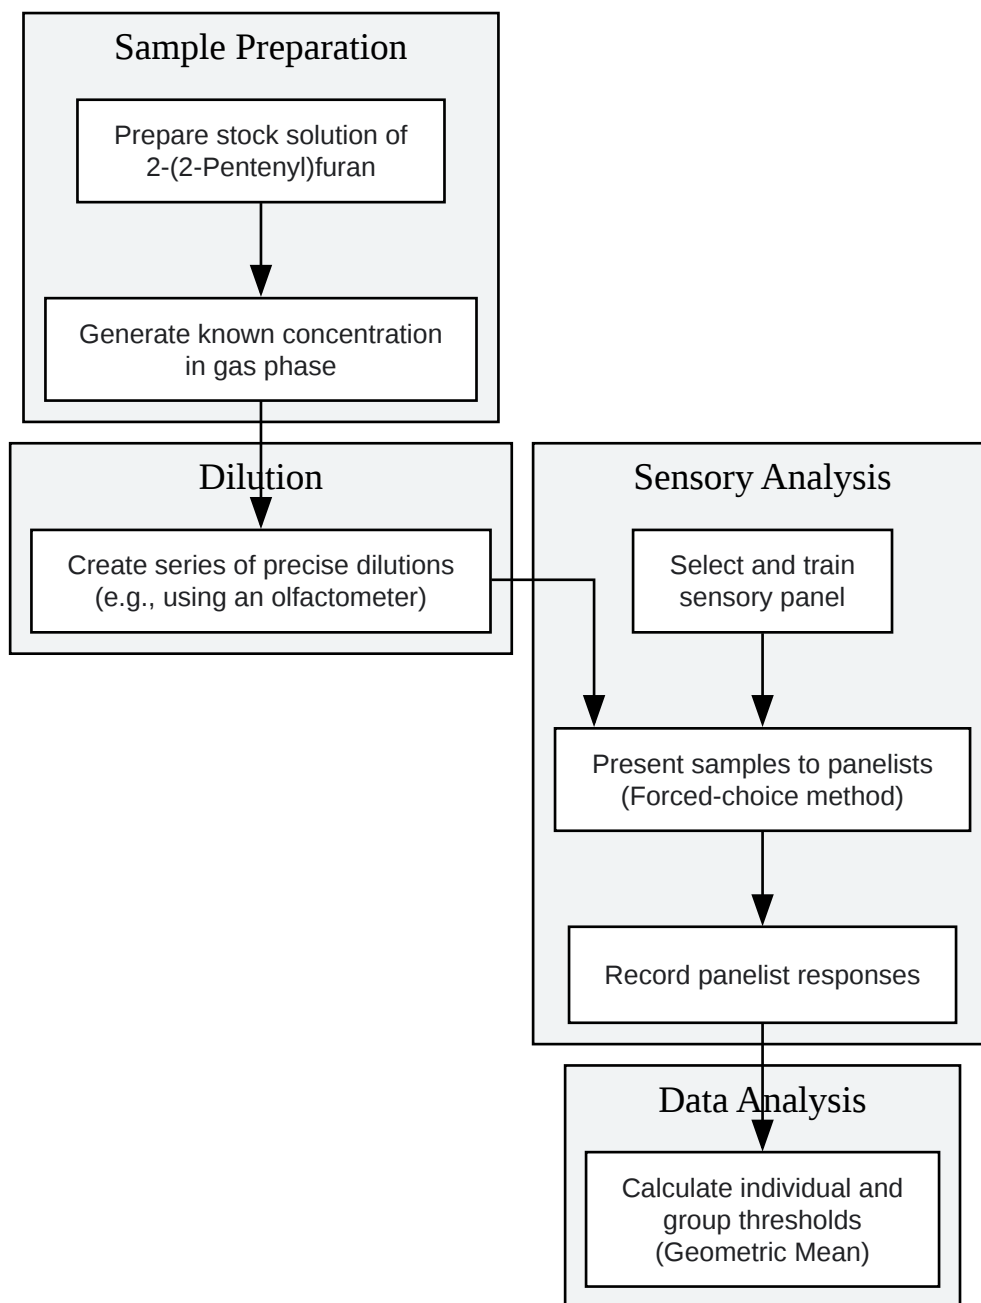 Sample Preparation
Prepare stock solution of
2-(2-Pentenyl)furan
Generate known concentration
in gas phase
Dilution
Create series of precise dilutions
(e.g., using an olfactometer)
Sensory Analysis
Select and train
sensory panel
Present samples to panelists
(Forced-choice method)
Record panelist responses
Data Analysis
Calculate individual and
group thresholds
(Geometric Mean)